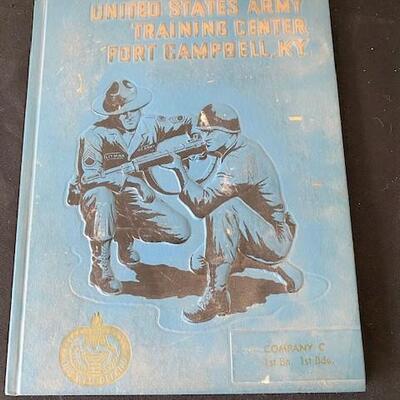 UNITED STATES ARMY
TRAINING CENTER
FORT CAMPBELL, KY.
COMPANY C
1st Bn. 1st Bde.